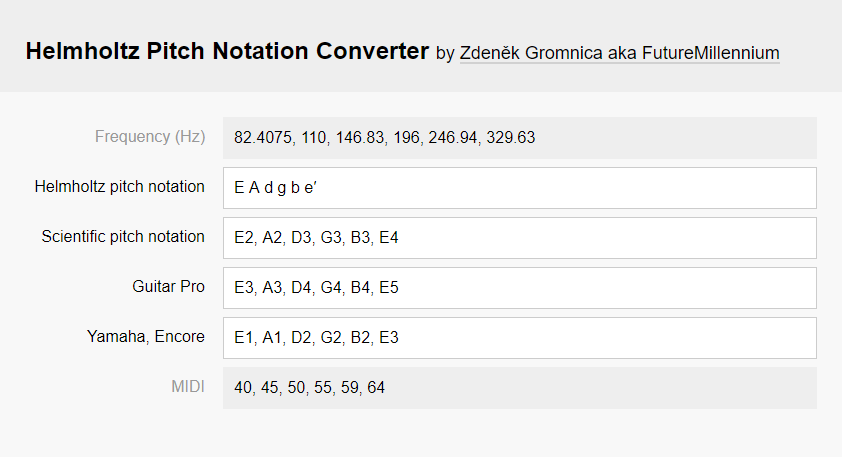 Helmholtz Pitch Notation Converter by Zdeněk Gromnica aka FutureMillennium
Frequency (Hz) 82.4075, 110, 146.83, 196, 246.94, 329.63
Helmholtz pitch notation E A d g b e′
Scientific pitch notation E2, A2, D3, G3, B3, E4
Guitar Pro E3, A3, D4, G4, B4, E5
Yamaha, Encore E1, A1, D2, G2, B2, E3
MIDI 40, 45, 50, 55, 59, 64